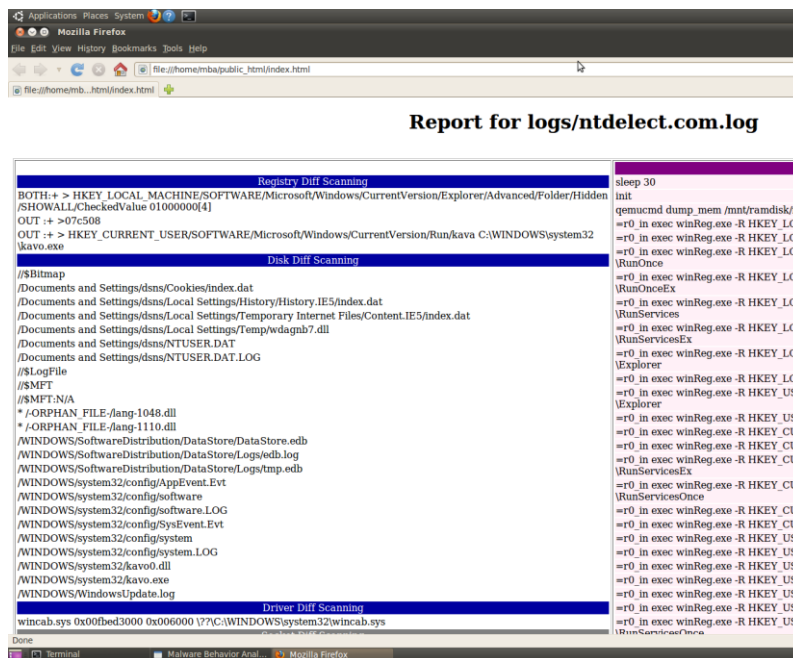 Applications Places System
Mozilla Firefox
File Edit View History Bookmarks Tools Help
file:///home/mba/public_html/index.html
file:///home/mb...html/index.html
Report for logs/ntdelect.com.log
Registry Diff Scanning
BOTH:+ > HKEY_LOCAL_MACHINE/SOFTWARE/Microsoft/Windows/CurrentVersion/Explorer/Advanced/Folder/Hidden
/SHOWALL/CheckedValue 01000000[4]
OUT :+ >07c508
OUT :+ > HKEY_CURRENT_USER/SOFTWARE/Microsoft/Windows/CurrentVersion/Run/kava C:\WINDOWS\system32
\kavo.exe
Disk Diff Scanning
//$Bitmap
/Documents and Settings/dsns/Cookies/index.dat
/Documents and Settings/dsns/Local Settings/History/History.IE5/index.dat
/Documents and Settings/dsns/Local Settings/Temporary Internet Files/Content.IE5/index.dat
/Documents and Settings/dsns/Local Settings/Temp/wdagnb7.dll
/Documents and Settings/dsns/NTUSER.DAT
/Documents and Settings/dsns/NTUSER.DAT.LOG
//$LogFile
//$MFT
//$MFT:N/A
* /-ORPHAN_FILE-/lang-1048.dll
* /-ORPHAN_FILE-/lang-1110.dll
/WINDOWS/SoftwareDistribution/DataStore/DataStore.edb
/WINDOWS/SoftwareDistribution/DataStore/Logs/edb.log
/WINDOWS/SoftwareDistribution/DataStore/Logs/tmp.edb
/WINDOWS/system32/config/AppEvent.Evt
/WINDOWS/system32/config/software
/WINDOWS/system32/config/software.LOG
/WINDOWS/system32/config/SysEvent.Evt
/WINDOWS/system32/config/system
/WINDOWS/system32/config/system.LOG
/WINDOWS/system32/kavo0.dll
/WINDOWS/system32/kavo.exe
/WINDOWS/WindowsUpdate.log
Driver Diff Scanning
wincab.sys 0x00fbed3000 0x006000 \??\C:\WINDOWS\system32\wincab.sys
Socket Diff Scanning
sleep 30
init
qemucmd dump_mem /mnt/ramdisk/
=r0_in exec winReg.exe -R HKEY_LO
=r0_in exec winReg.exe -R HKEY_LO
=r0_in exec winReg.exe -R HKEY_LO
\RunOnce
=r0_in exec winReg.exe -R HKEY_LO
\RunOnceEx
=r0_in exec winReg.exe -R HKEY_LO
\RunServices
=r0_in exec winReg.exe -R HKEY_LO
\RunServicesEx
=r0_in exec winReg.exe -R HKEY_LO
\Explorer
=r0_in exec winReg.exe -R HKEY_LO
=r0_in exec winReg.exe -R HKEY_US
\Explorer
=r0_in exec winReg.exe -R HKEY_US
=r0_in exec winReg.exe -R HKEY_CU
=r0_in exec winReg.exe -R HKEY_CU
=r0_in exec winReg.exe -R HKEY_CU
\RunServicesEx
=r0_in exec winReg.exe -R HKEY_CU
\RunServicesOnce
=r0_in exec winReg.exe -R HKEY_CU
=r0_in exec winReg.exe -R HKEY_CU
=r0_in exec winReg.exe -R HKEY_US
=r0_in exec winReg.exe -R HKEY_US
=r0_in exec winReg.exe -R HKEY_US
=r0_in exec winReg.exe -R HKEY_US
=r0_in exec winReg.exe -R HKEY_US
=r0_in exec winReg.exe -R HKEY_US
=r0_in exec winReg.exe -R HKEY_US
\RunServicesOnce
Done
Terminal
Malware Behavior Anal...
Mozilla Firefox